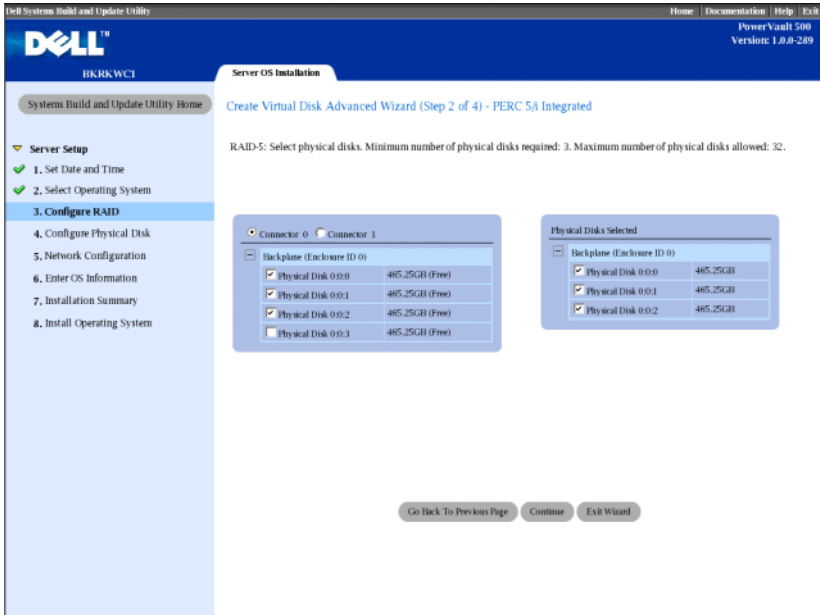 Dell Systems Build and Update Utility
Home Documentation Help Exit
DELL™
PowerVault 500
Version: 1.0.0-289
BKRKWC1
Server OS Installation
Systems Build and Update Utility Home
Server Setup
1. Set Date and Time
2. Select Operating System
3. Configure RAID
4. Configure Physical Disk
5. Network Configuration
6. Enter OS Information
7. Installation Summary
8. Install Operating System
Create Virtual Disk Advanced Wizard (Step 2 of 4) - PERC 5/i Integrated
RAID-5: Select physical disks. Minimum number of physical disks required: 3. Maximum number of physical disks allowed: 32.
Connector 0 Connector 1
Backplane (Enclosure ID 0)
Physical Disk 0:0:0 465.25GB (Free)
Physical Disk 0:0:1 465.25GB (Free)
Physical Disk 0:0:2 465.25GB (Free)
Physical Disk 0:0:3 465.25GB (Free)
Physical Disks Selected
Backplane (Enclosure ID 0)
Physical Disk 0:0:0 465.25GB
Physical Disk 0:0:1 465.25GB
Physical Disk 0:0:2 465.25GB
Go Back To Previous Page Continue Exit Wizard